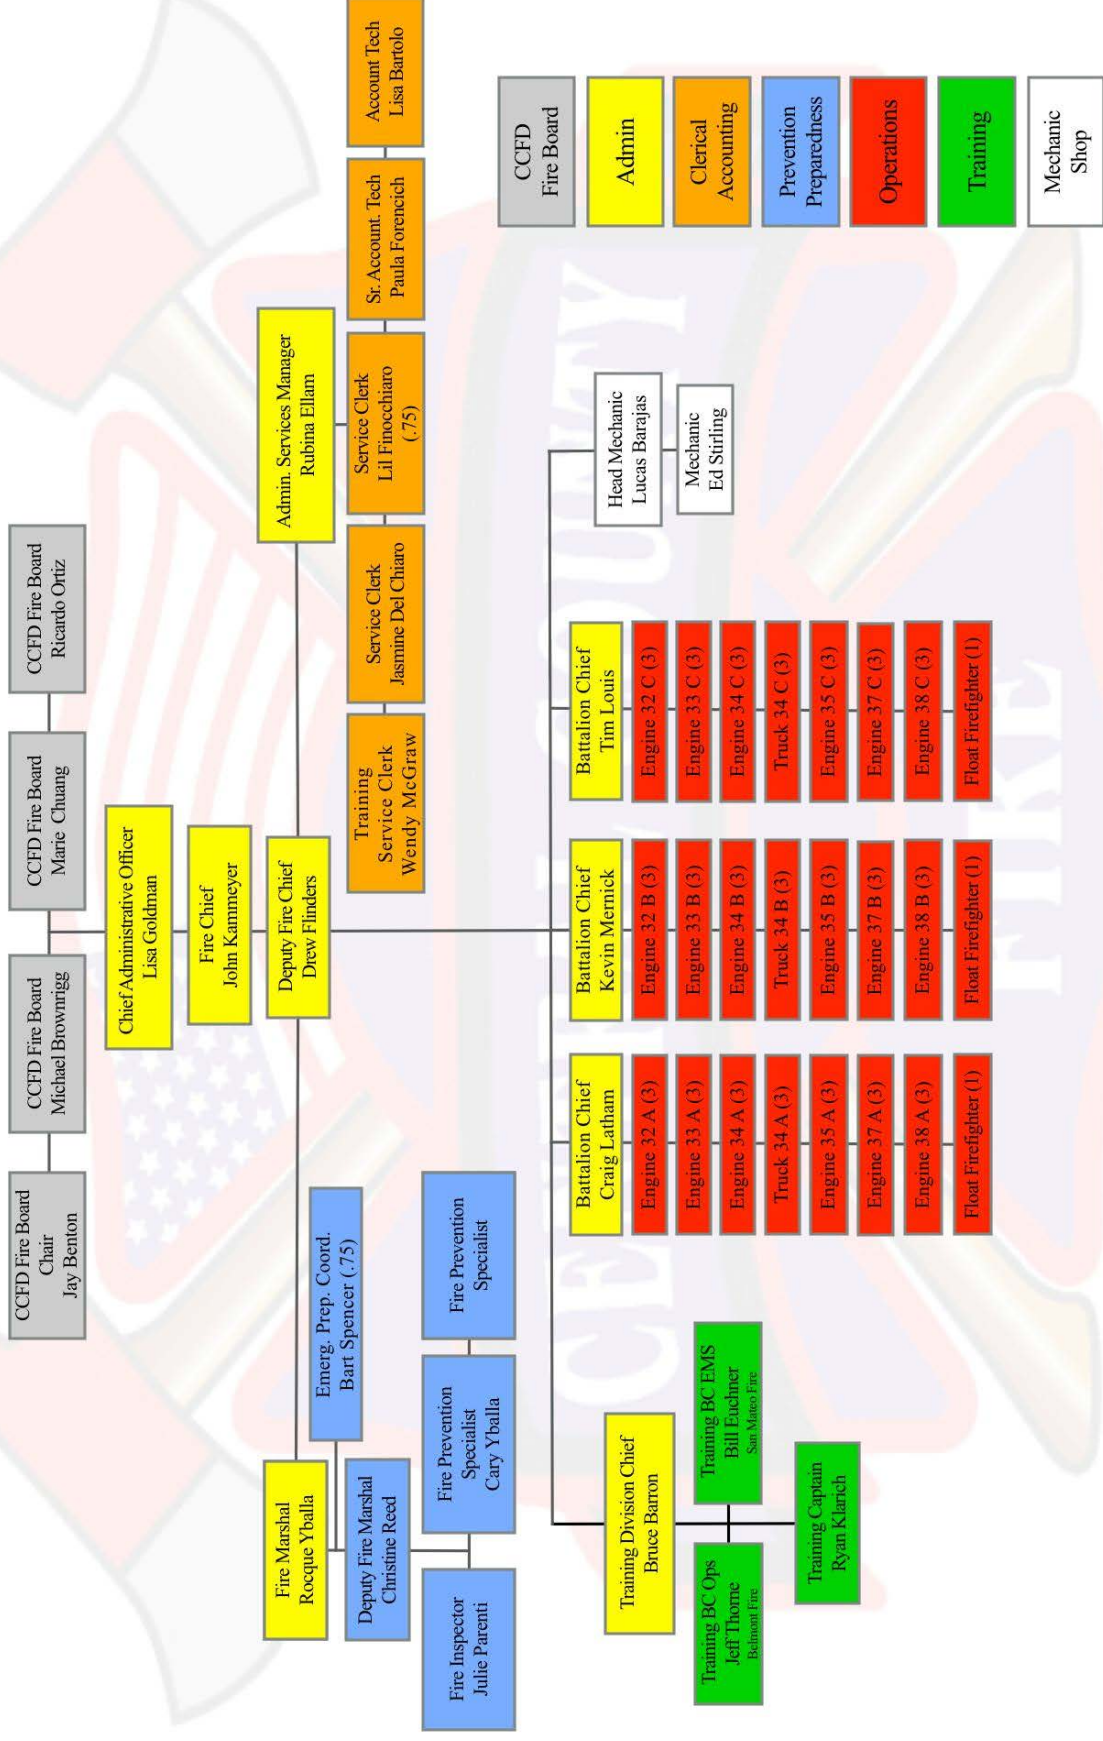 CCFD Fire Board
Chair
Jay Benton
CCFD Fire Board
Michael Brownrigg
CCFD Fire Board
Marie Chuang
CCFD Fire Board
Ricardo Ortiz
Chief Administrative Officer
Lisa Goldman
Fire Chief
John Kammeyer
Deputy Fire Chief
Drew Flinders
Fire Marshal
Rocque Yballa
Admin. Services Manager
Rubina Ellam
Emerg. Prep. Coord.
Bart Spencer (.75)
Deputy Fire Marshal
Christine Reed
Fire Inspector
Julie Parenti
Fire Prevention
Specialist
Cary Yballa
Fire Prevention
Specialist
Training
Service Clerk
Wendy McGraw
Service Clerk
Jasmine Del Chiaro
Service Clerk
Lil Finocchiaro
(.75)
Sr. Account. Tech
Paula Forencich
Account Tech
Lisa Bartolo
Training Division Chief
Bruce Barron
Training BC Ops
Jeff Thorne
Belmont Fire
Training BC EMS
Bill Euchner
San Mateo Fire
Training Captain
Ryan Klarich
Battalion Chief
Craig Latham
Engine 32 A (3)
Engine 33 A (3)
Engine 34 A (3)
Truck 34 A (3)
Engine 35 A (3)
Engine 37 A (3)
Engine 38 A (3)
Float Firefighter (1)
Battalion Chief
Kevin Mernick
Engine 32 B (3)
Engine 33 B (3)
Engine 34 B (3)
Truck 34 B (3)
Engine 35 B (3)
Engine 37 B (3)
Engine 38 B (3)
Float Firefighter (1)
Battalion Chief
Tim Louis
Engine 32 C (3)
Engine 33 C (3)
Engine 34 C (3)
Truck 34 C (3)
Engine 35 C (3)
Engine 37 C (3)
Engine 38 C (3)
Float Firefighter (1)
Head Mechanic
Lucas Barajas
Mechanic
Ed Stirling
CCFD
Fire Board
Admin
Clerical
Accounting
Prevention
Preparedness
Operations
Training
Mechanic
Shop
CENTRAL COUNTY
FIRE